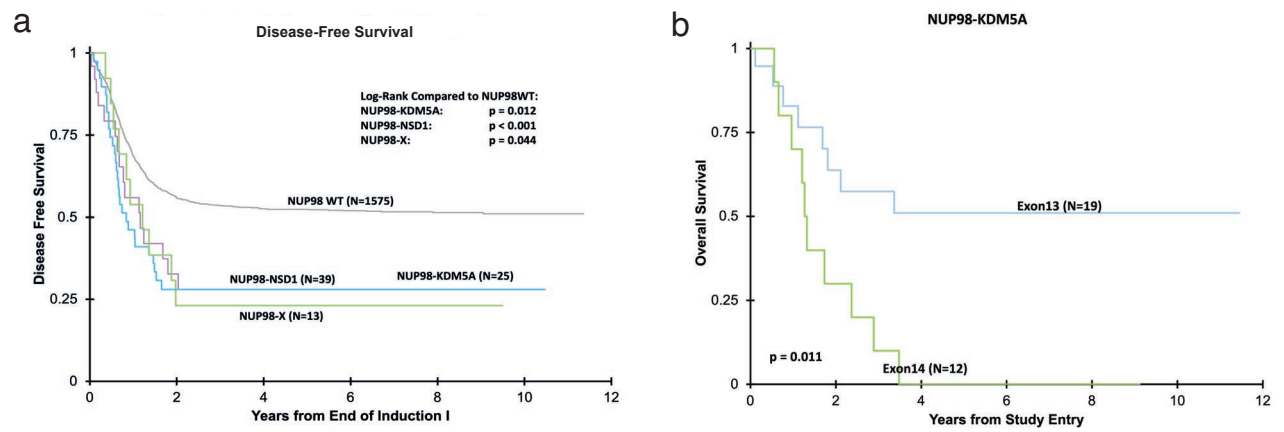 a
Disease-Free Survival
Disease Free Survival
1
0.75
0.5
0.25
0
Log-Rank Compared to NUP98WT:
NUP98-KDM5A: p = 0.012
NUP98-NSD1: p < 0.001
NUP98-X: p = 0.044
NUP98 WT (N=1575)
NUP98-NSD1 (N=39)
NUP98-KDM5A (N=25)
NUP98-X (N=13)
0 2 4 6 8 10 12
Years from End of Induction I
b
NUP98-KDM5A
Overall Survival
1
0.75
0.5
0.25
0
Exon13 (N=19)
p = 0.011
Exon14 (N=12)
0 2 4 6 8 10 12
Years from Study Entry